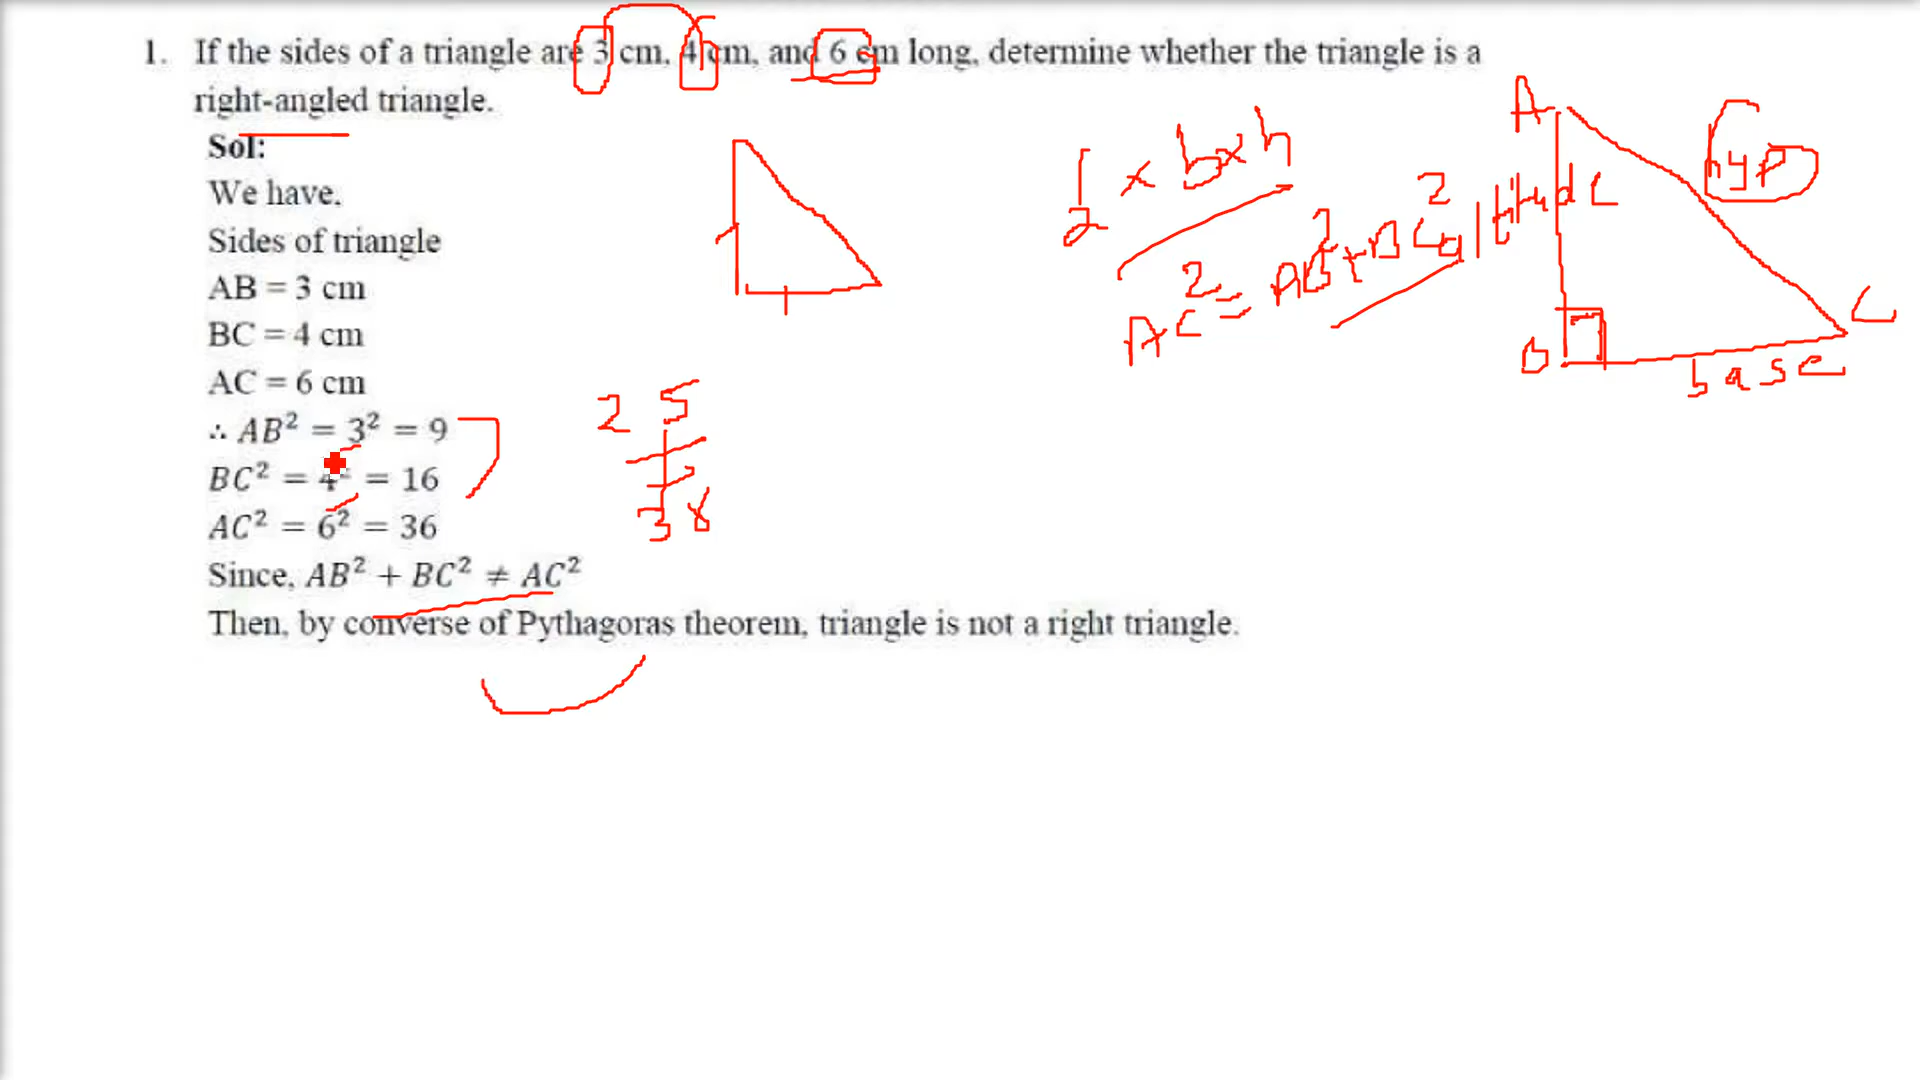 1. If the sides of a triangle are 3 cm, 4 cm, and 6 cm long, determine whether the triangle is a
right-angled triangle.
Sol:
We have,
Sides of triangle
AB = 3 cm
BC = 4 cm
AC = 6 cm
∴ AB² = 3² = 9
BC² = 4² = 16
AC² = 6² = 36
Since, AB² + BC² ≠ AC²
Then, by converse of Pythagoras theorem, triangle is not a right triangle.
1/2 × b×h
AC² = AB² + BC²
altitude
A
hyp
B
C
base
25
≠